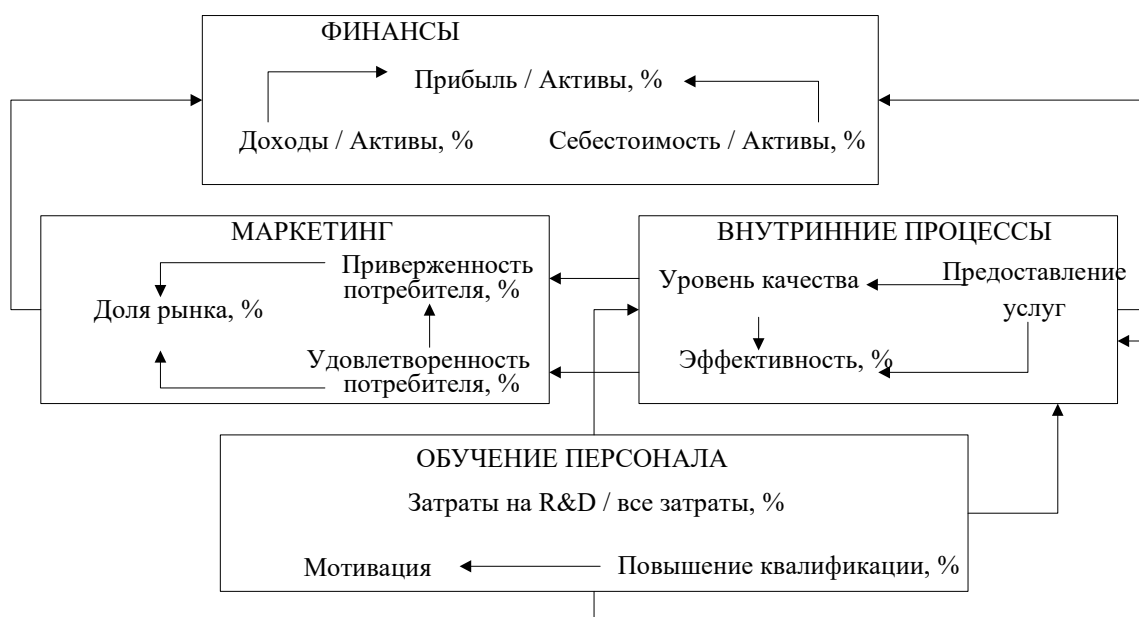 ФИНАНСЫ
Прибыль / Активы, %
Доходы / Активы, %
Себестоимость / Активы, %
МАРКЕТИНГ
Приверженность
потребителя, %
Доля рынка, %
Удовлетворенность
потребителя, %
ВНУТРИННИЕ ПРОЦЕССЫ
Уровень качества
Предоставление
услуг
Эффективность, %
ОБУЧЕНИЕ ПЕРСОНАЛА
Затраты на R&D / все затраты, %
Мотивация
Повышение квалификации, %